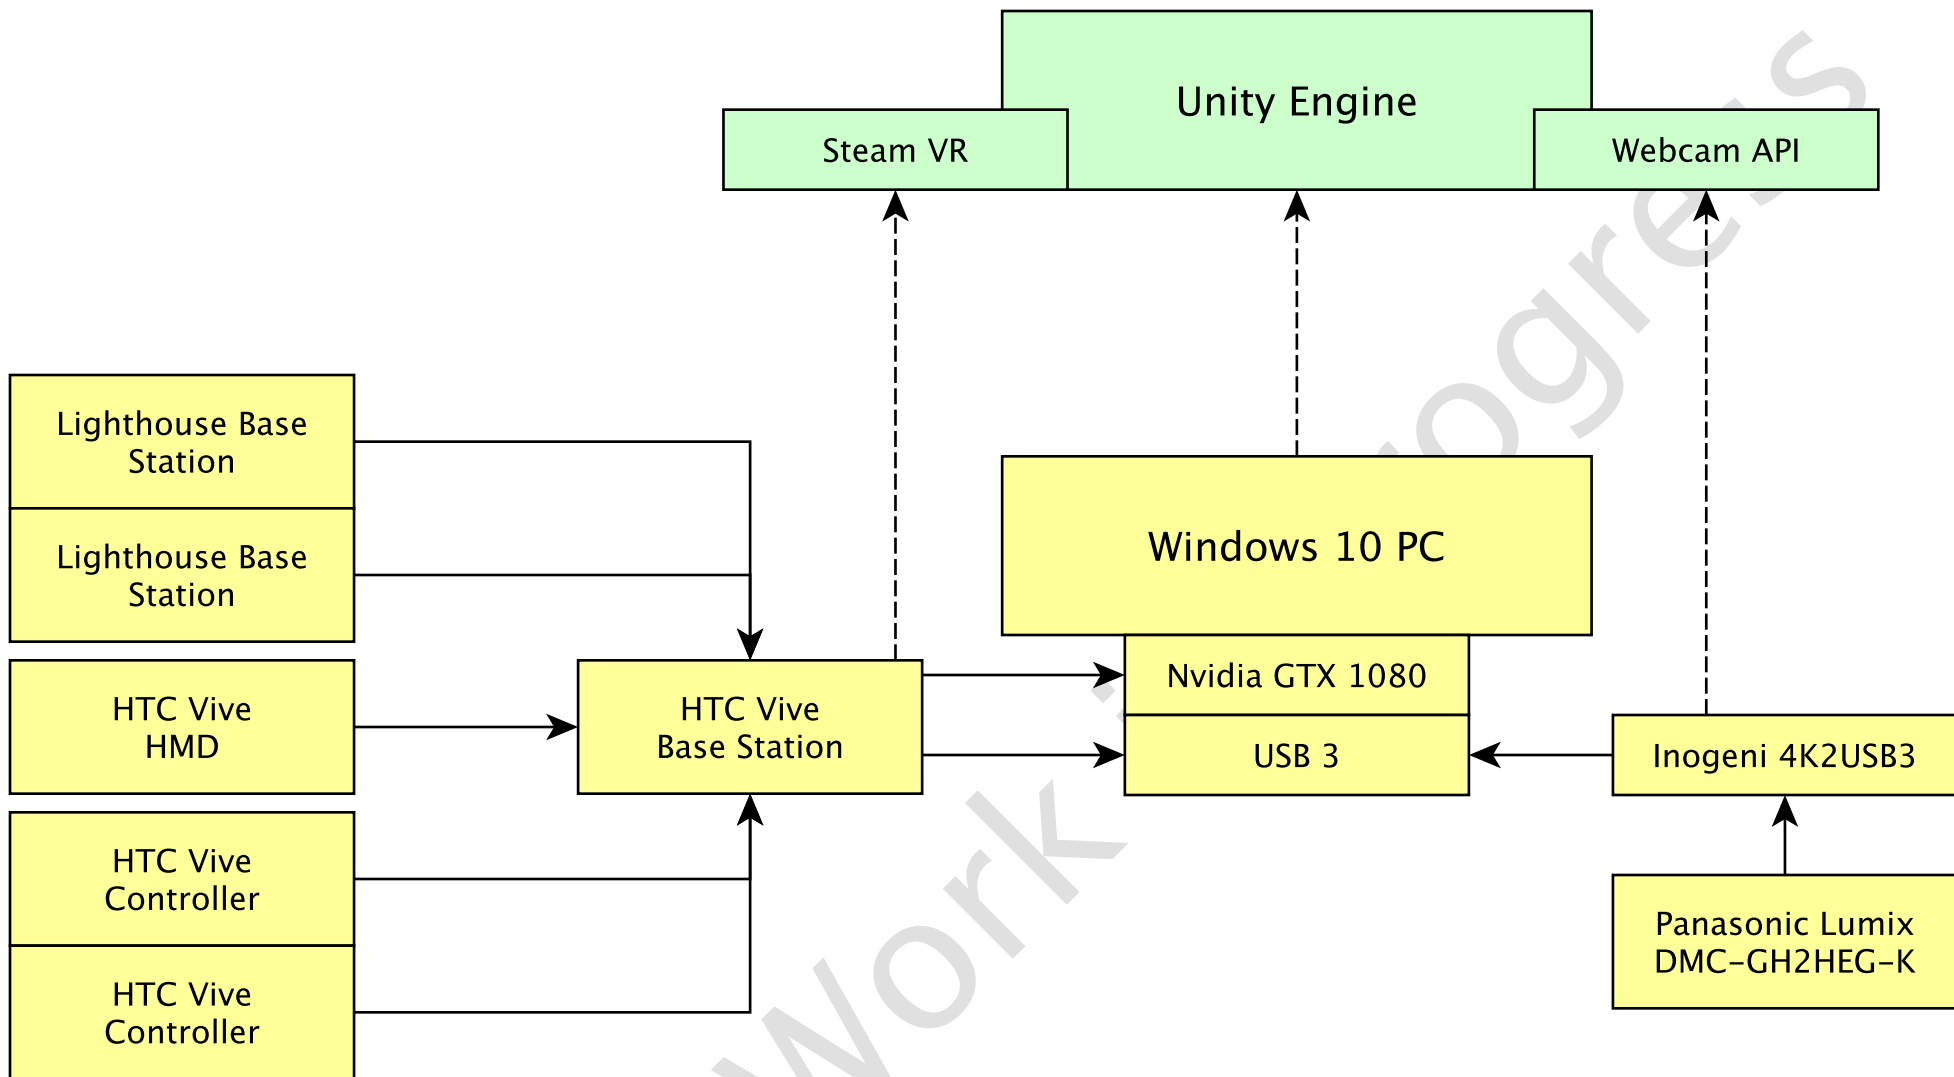 Unity Engine
Steam VR
Webcam API
Lighthouse Base
Station
Lighthouse Base
Station
Windows 10 PC
Nvidia GTX 1080
HTC Vive
HMD
HTC Vive
Base Station
USB 3
Inogeni 4K2USB3
HTC Vive
Controller
Panasonic Lumix
DMC-GH2HEG-K
HTC Vive
Controller